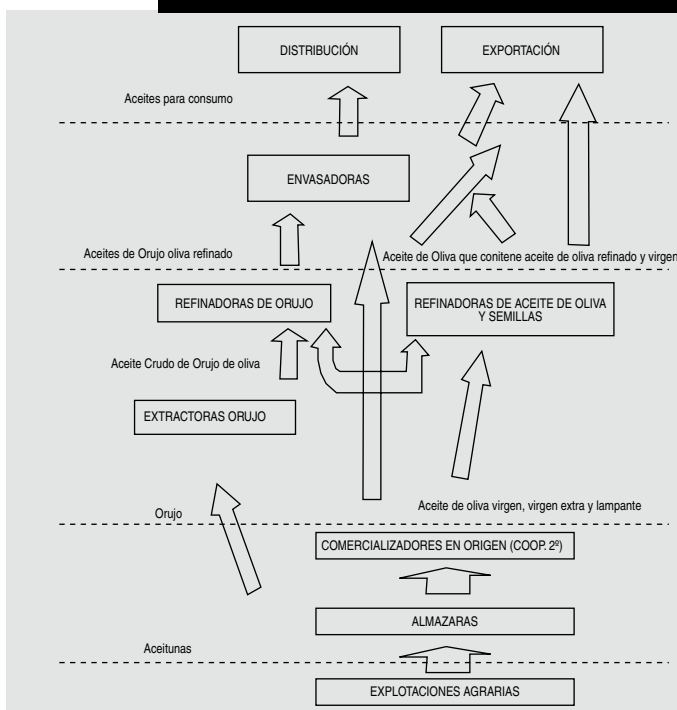 DISTRIBUCIÓN
EXPORTACIÓN
Aceites para consumo
ENVASADORAS
Aceites de Orujo oliva refinado
Aceite de Oliva que conitene aceite de oliva refinado y virgen
REFINADORAS DE ORUJO
REFINADORAS DE ACEITE DE OLIVA
Y SEMILLAS
Aceite Crudo de Orujo de oliva
EXTRACTORAS ORUJO
Aceite de oliva virgen, virgen extra y lampante
Orujo
COMERCIALIZADORES EN ORIGEN (COOP. 2º)
ALMAZARAS
Aceitunas
EXPLOTACIONES AGRARIAS